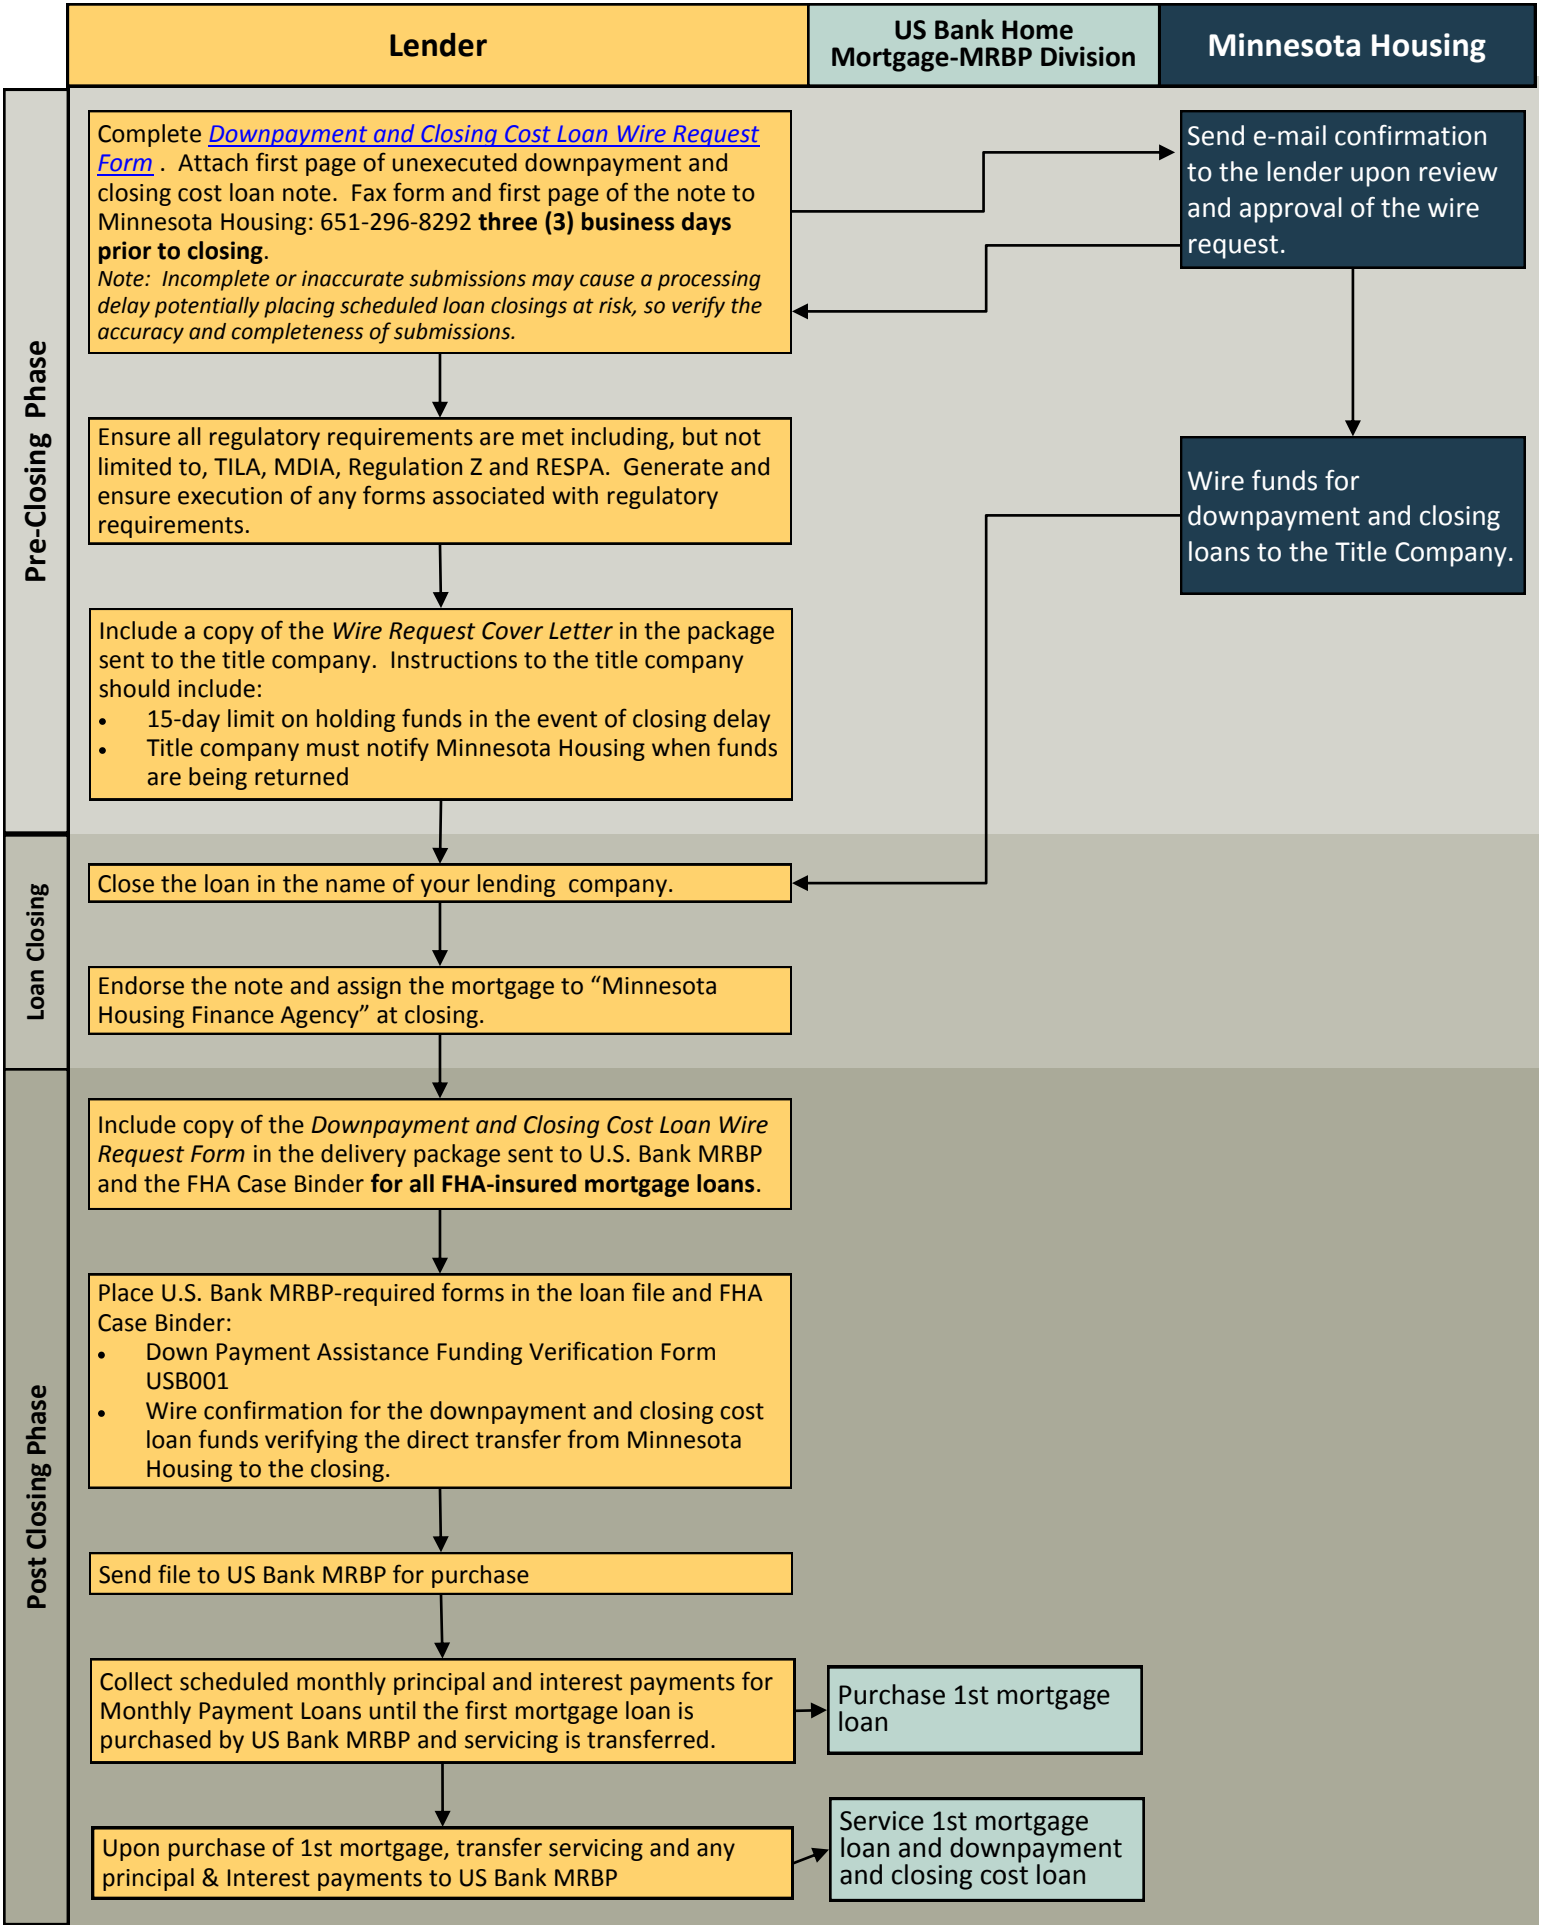 Lender
US Bank Home
Mortgage-MRBP Division
Minnesota Housing
Pre-Closing Phase
Complete Downpayment and Closing Cost Loan Wire Request
Form . Attach first page of unexecuted downpayment and
closing cost loan note. Fax form and first page of the note to
Minnesota Housing: 651-296-8292 three (3) business days
prior to closing.
Note: Incomplete or inaccurate submissions may cause a processing
delay potentially placing scheduled loan closings at risk, so verify the
accuracy and completeness of submissions.
Send e-mail confirmation
to the lender upon review
and approval of the wire
request.
Ensure all regulatory requirements are met including, but not
limited to, TILA, MDIA, Regulation Z and RESPA. Generate and
ensure execution of any forms associated with regulatory
requirements.
Wire funds for
downpayment and closing
loans to the Title Company.
Include a copy of the Wire Request Cover Letter in the package
sent to the title company. Instructions to the title company
should include:
• 15-day limit on holding funds in the event of closing delay
• Title company must notify Minnesota Housing when funds
are being returned
Loan Closing
Close the loan in the name of your lending company.
Endorse the note and assign the mortgage to “Minnesota
Housing Finance Agency” at closing.
Post Closing Phase
Include copy of the Downpayment and Closing Cost Loan Wire
Request Form in the delivery package sent to U.S. Bank MRBP
and the FHA Case Binder for all FHA-insured mortgage loans.
Place U.S. Bank MRBP-required forms in the loan file and FHA
Case Binder:
• Down Payment Assistance Funding Verification Form
USB001
• Wire confirmation for the downpayment and closing cost
loan funds verifying the direct transfer from Minnesota
Housing to the closing.
Send file to US Bank MRBP for purchase
Collect scheduled monthly principal and interest payments for
Monthly Payment Loans until the first mortgage loan is
purchased by US Bank MRBP and servicing is transferred.
Purchase 1st mortgage
loan
Upon purchase of 1st mortgage, transfer servicing and any
principal & Interest payments to US Bank MRBP
Service 1st mortgage
loan and downpayment
and closing cost loan